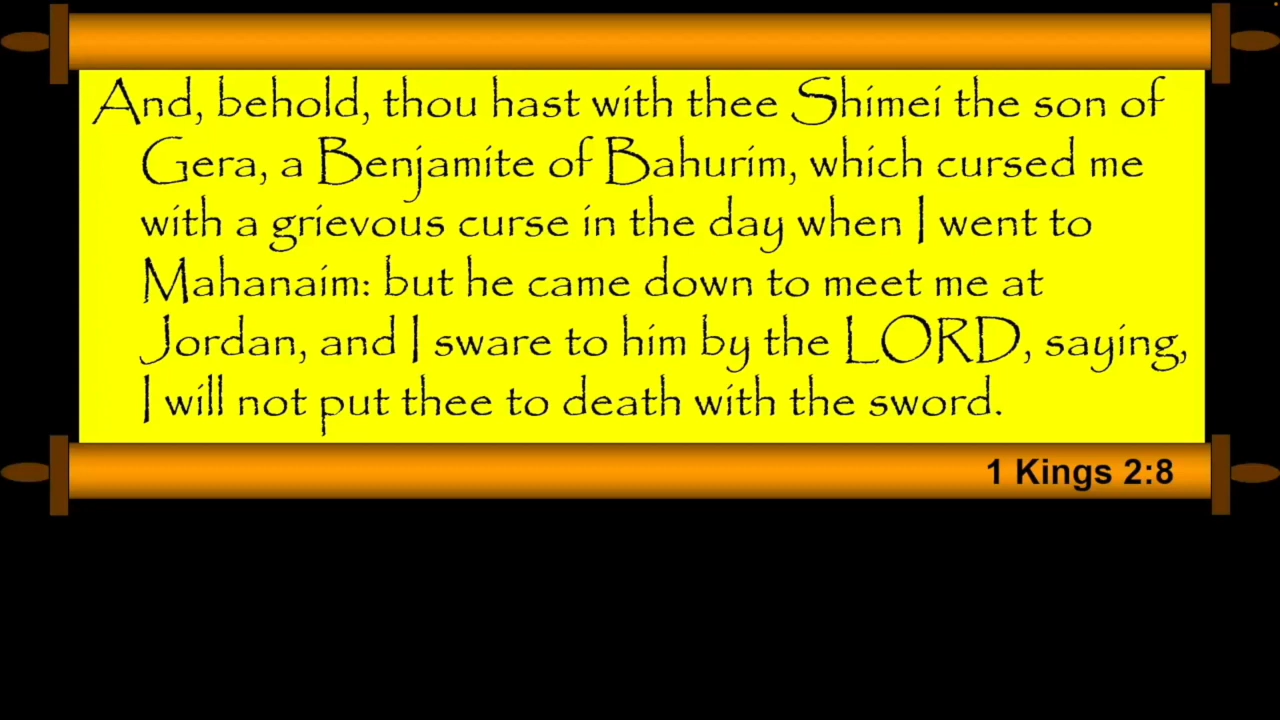 And, behold, thou hast with thee Shimei the son of
Gera, a Benjamite of Bahurim, which cursed me
with a grievous curse in the day when I went to
Mahanaim: but he came down to meet me at
Jordan, and I sware to him by the LORD, saying,
I will not put thee to death with the sword.
1 Kings 2:8